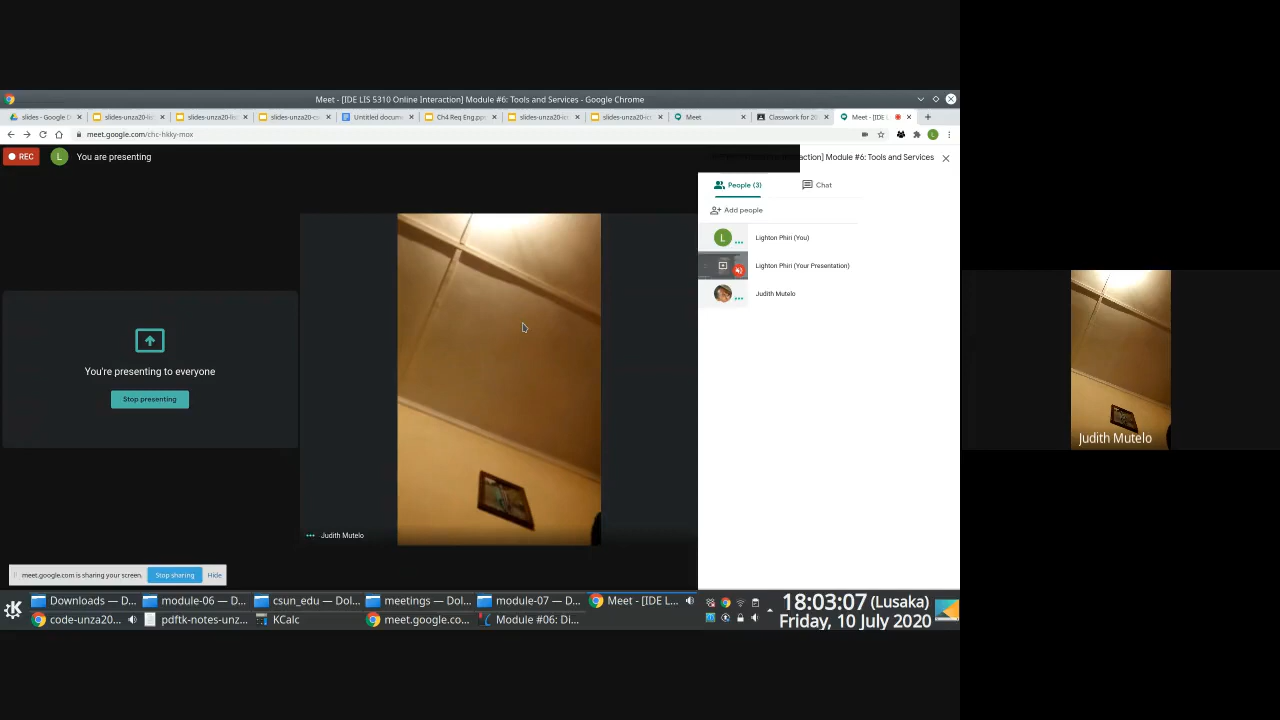 Meet - [IDE LIS 5310 Online Interaction] Module #6: Tools and Services - Google Chrome
slides - Google D
slides-unza20-lis
slides-unza20-lis
slides-unza20-cs
Untitled docum
Ch4 Req Eng.pp
slides-unza20-ics
slides-unza20-ics
Meet
Classwork for 20
Meet - [IDE L
meet.google.com/chc-hkky-mox
L
REC
L
You are presenting
action] Module #6: Tools and Services
People (3)
Chat
Add people
L
Lighton Phiri (You)
Lighton Phiri (Your Presentation)
Judith Mutelo
You're presenting to everyone
Stop presenting
Judith Mutelo
Judith Mutelo
meet.google.com is sharing your screen.
Stop sharing
Hide
Downloads — D...
module-06 — D...
csun_edu — Dol...
meetings — Dol...
module-07 — D...
Meet - [IDE L...
code-unza20...
pdftk-notes-unz...
KCalc
meet.google.co...
Module #06: Di...
18:03:07 (Lusaka)
Friday, 10 July 2020